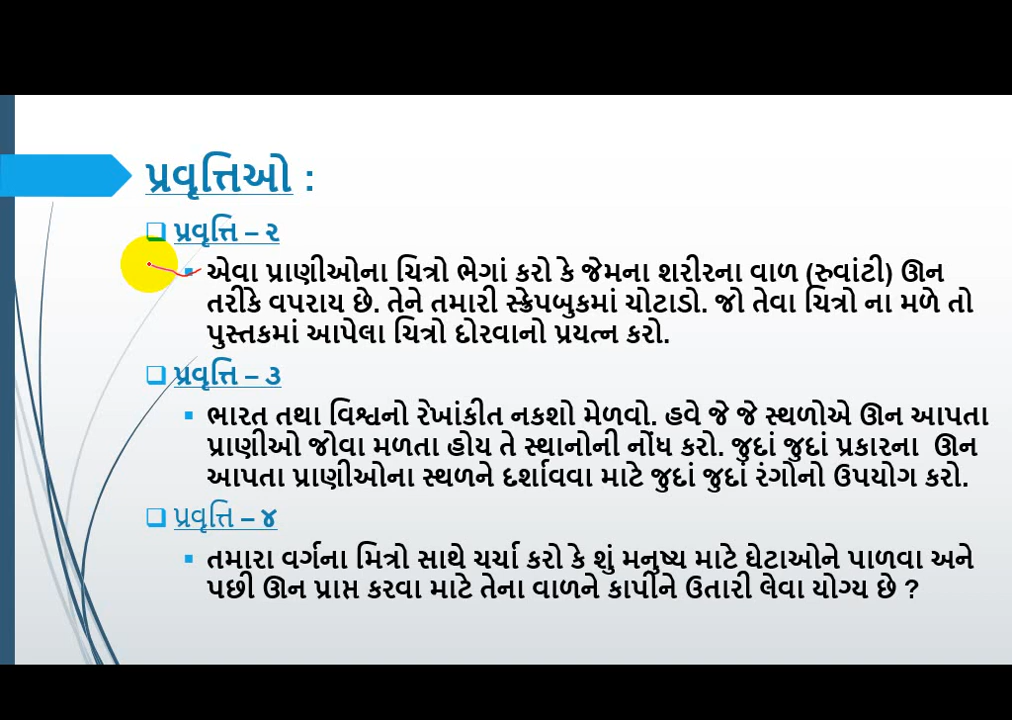 પ્રવૃત્તિઓ :
પ્રવૃત્તિ – ૨
એવા પ્રાણીઓના ચિત્રો ભેગાં કરો કે જેમના શરીરના વાળ (રુવાંટી) ઊન
તરીકે વપરાય છે. તેને તમારી સ્ક્રેપબુકમાં ચોટાડો. જો તેવા ચિત્રો ના મળે તો
પુસ્તકમાં આપેલા ચિત્રો દોરવાનો પ્રયત્ન કરો.
પ્રવૃત્તિ – ૩
ભારત તથા વિશ્વનો રેખાંકીત નકશો મેળવો. હવે જે જે સ્થળોએ ઊન આપતા
પ્રાણીઓ જોવા મળતા હોય તે સ્થાનોની નોંધ કરો. જુદાં જુદાં પ્રકારના ઊન
આપતા પ્રાણીઓના સ્થળને દર્શાવવા માટે જુદાં જુદાં રંગોનો ઉપયોગ કરો.
પ્રવૃત્તિ – ૪
તમારા વર્ગના મિત્રો સાથે ચર્ચા કરો કે શું મનુષ્ય માટે ઘેટાઓને પાળવા અને
પછી ઊન પ્રાપ્ત કરવા માટે તેના વાળને કાપીને ઉતારી લેવા યોગ્ય છે ?